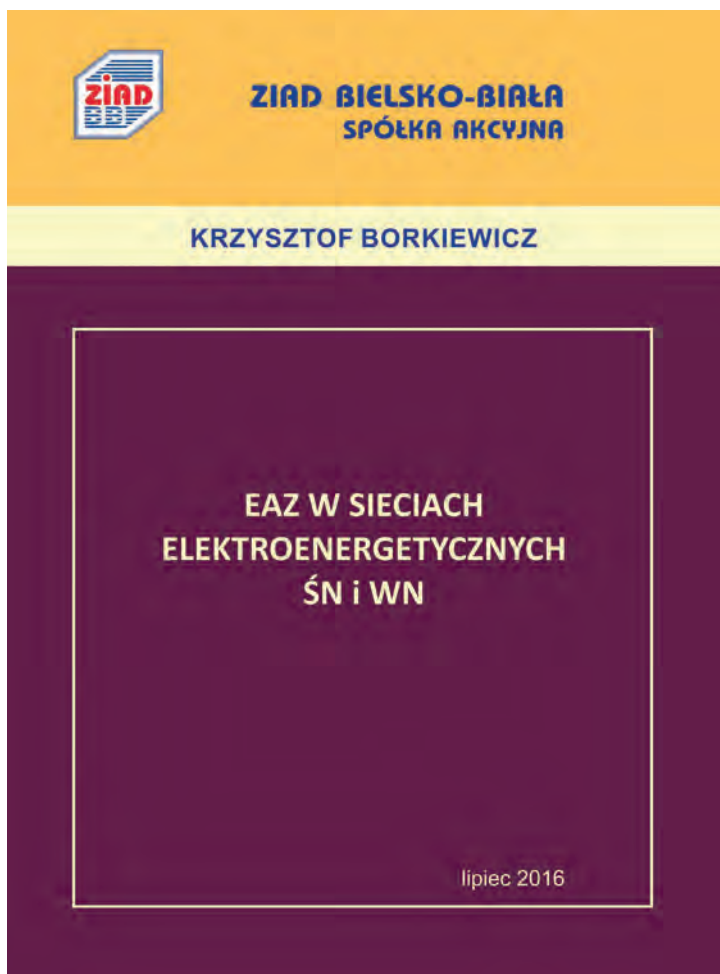 ZIAD
BB
ZIAD BIELSKO-BIAŁA
SPÓŁKA AKCYJNA
KRZYSZTOF BORKIEWICZ
EAZ W SIECIACH
ELEKTROENERGETYCZNYCH
ŚN i WN
lipiec 2016